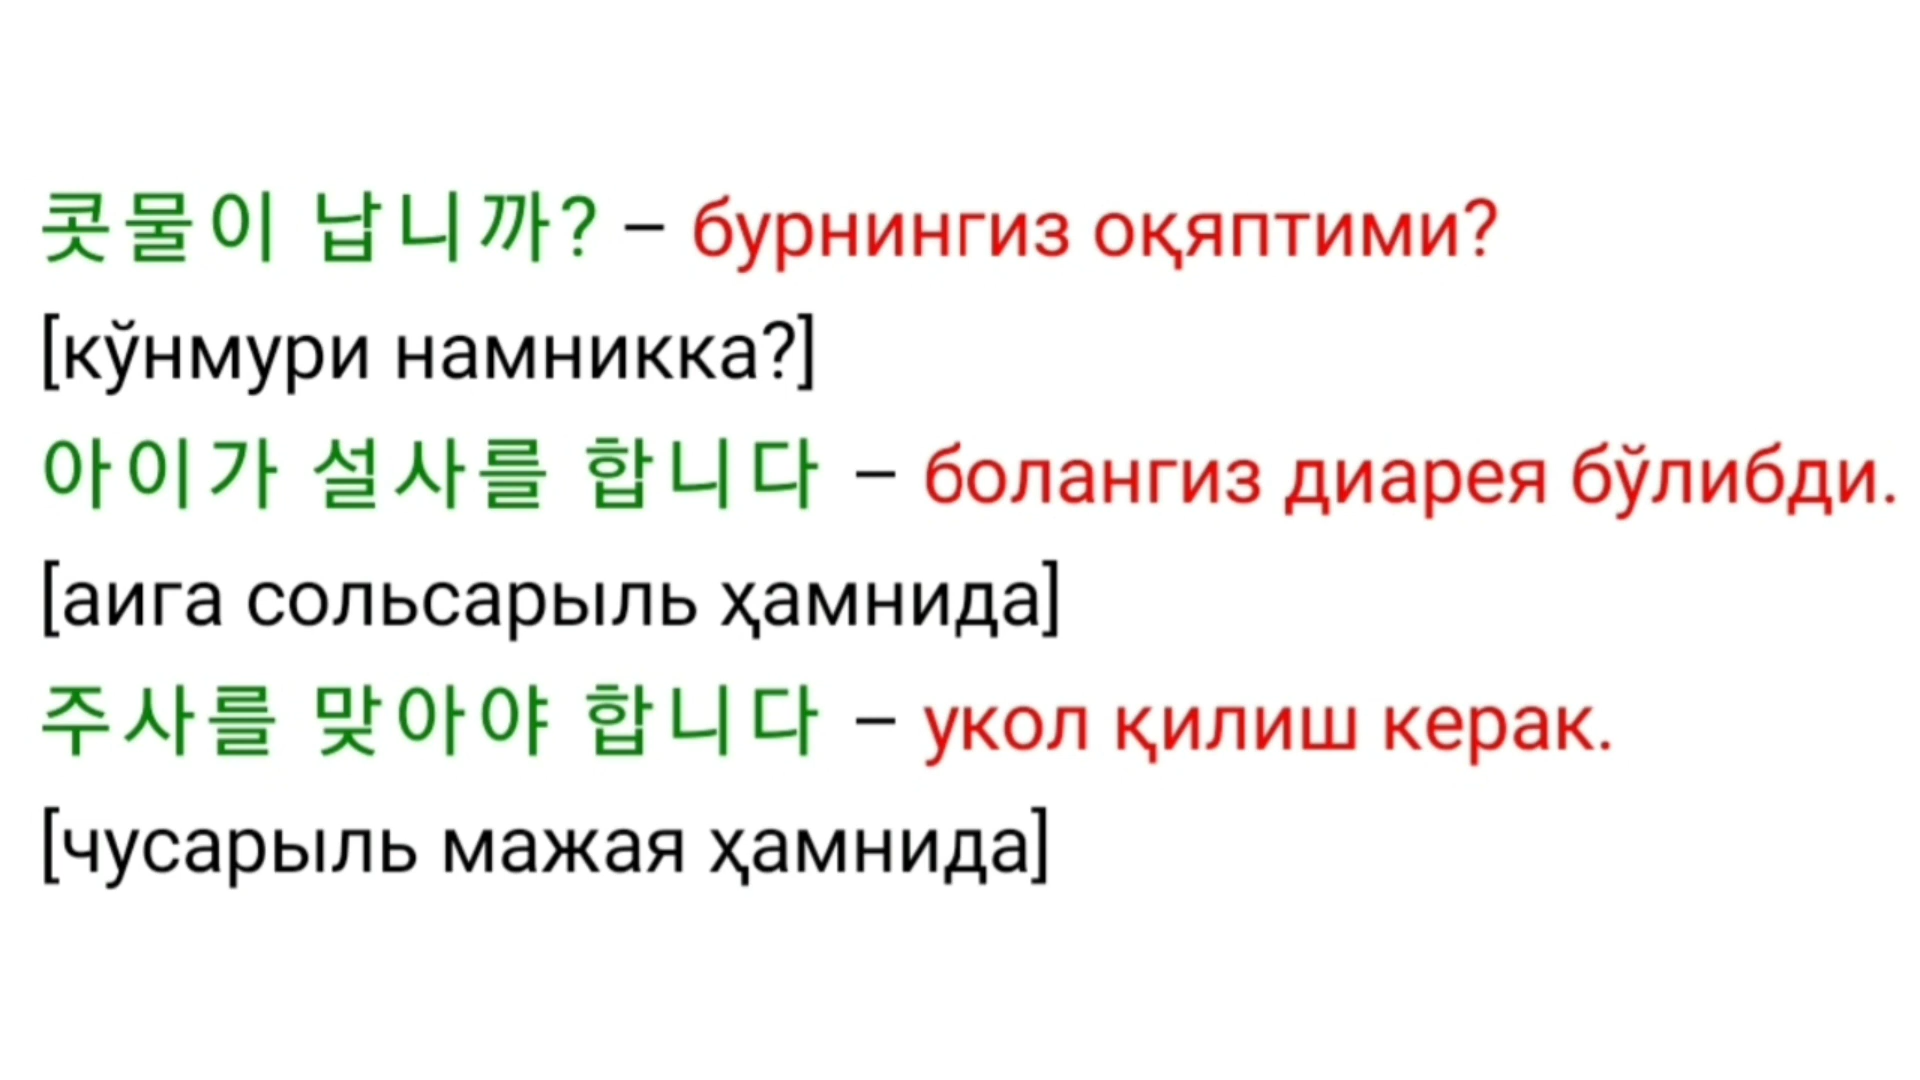 콧물이 납니까? – бурнингиз оқяптими?
[кўнмури намникка?]
아이가 설사를 합니다 – болангиз диарея бўлибди.
[аига сольсарыль ҳамнида]
주사를 맞아야 합니다 – укол қилиш керак.
[чусарыль мажая ҳамнида]